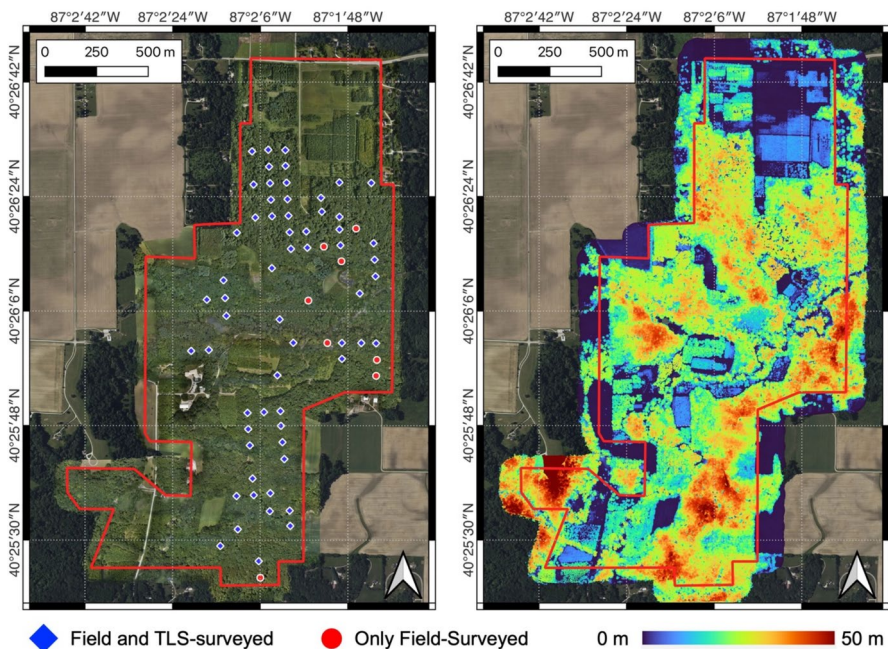 87°2′42″W 87°2′24″W 87°2′6″W 87°1′48″W
87°2′42″W 87°2′24″W 87°2′6″W 87°1′48″W
0 250 500 m
0 250 500 m
40°26′42″N
40°26′24″N
40°26′6″N
40°25′48″N
40°25′30″N
40°26′42″N
40°26′24″N
40°26′6″N
40°25′48″N
40°25′30″N
Field and TLS-surveyed
Only Field-Surveyed
0 m 50 m